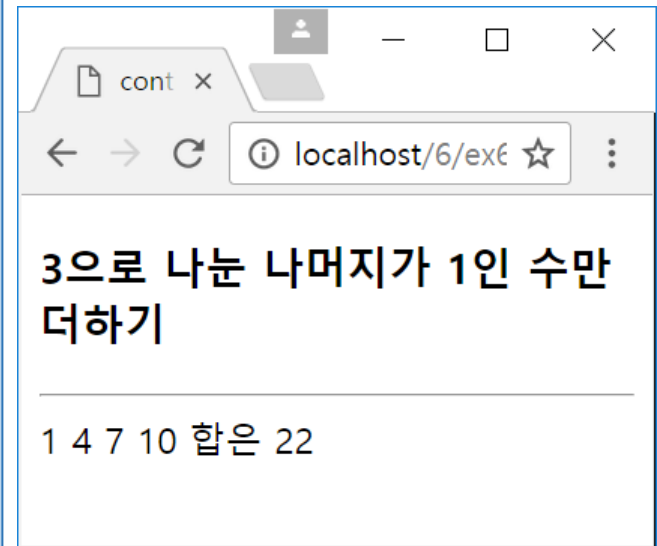 cont
localhost/6/ex6
3으로 나눈 나머지가 1인 수만
더하기
1 4 7 10 합은 22